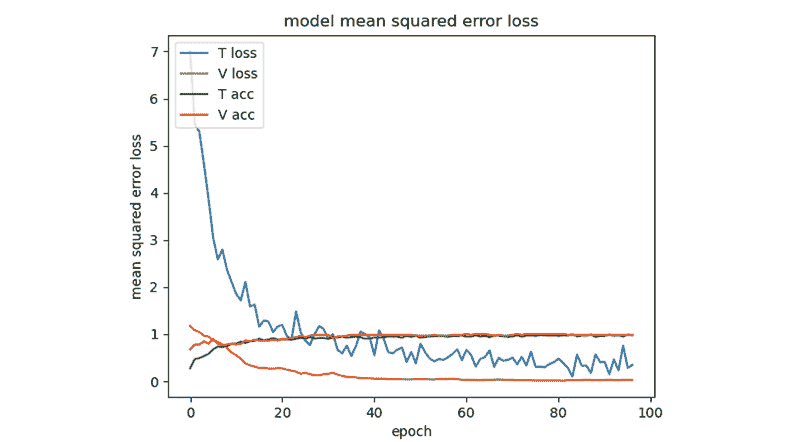 model mean squared error loss
T loss
V loss
T acc
V acc
7
6
5
4
3
2
1
0
mean squared error loss
0
20
40
60
80
100
epoch